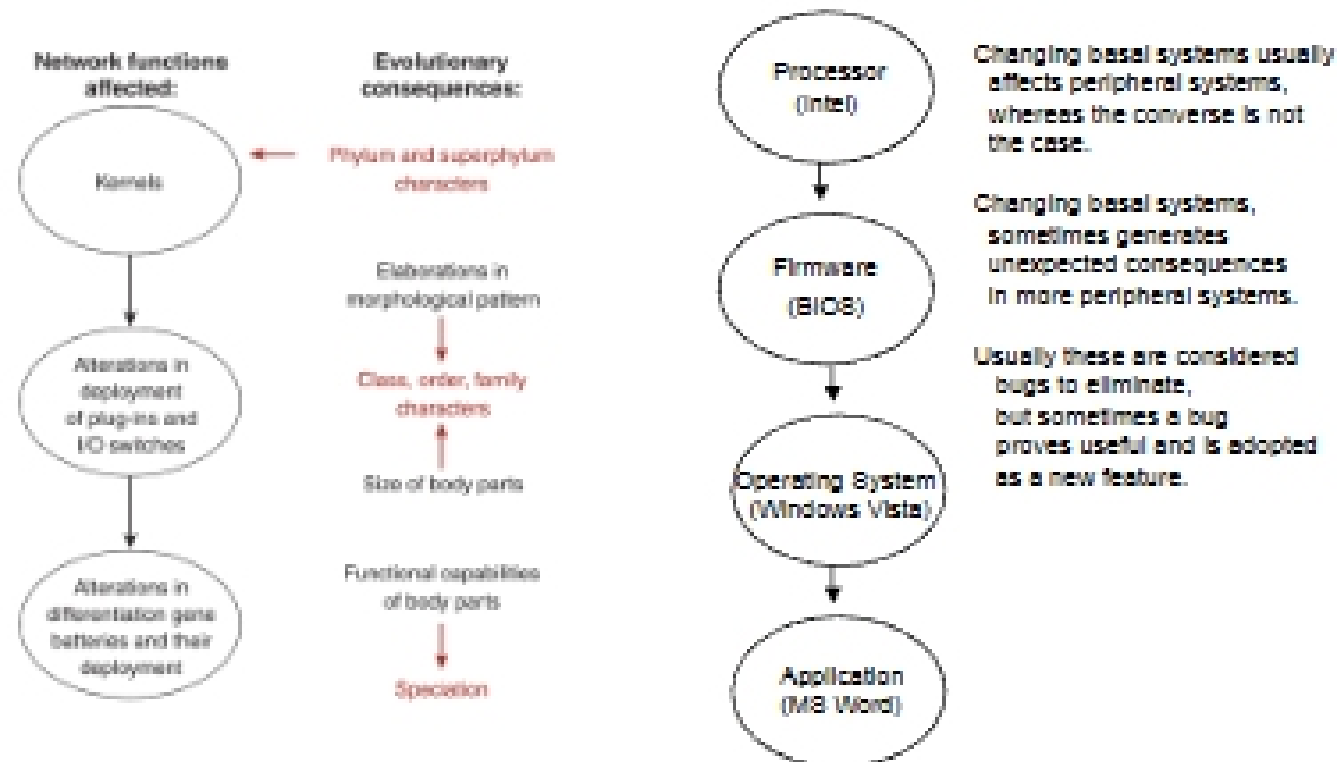 Network functions
affected:
Kernels
Alterations in
deployment
of plug-ins and
I/O switches
Alterations in
differentiation gene
batteries and their
deployment
Evolutionary
consequences:
Phylum and superphylum
characters
Elaborations in
morphological pattern
Class, order, family
characters
Size of body parts
Functional capabilities
of body parts
Speciation
Processor
(Intel)
Firmware
(BIOS)
Operating System
(Windows Vista)
Application
(MS Word)
Changing basal systems usually
affects peripheral systems,
whereas the converse is not
the case.
Changing basal systems,
sometimes generates
unexpected consequences
in more peripheral systems.
Usually these are considered
bugs to eliminate,
but sometimes a bug
proves useful and is adopted
as a new feature.